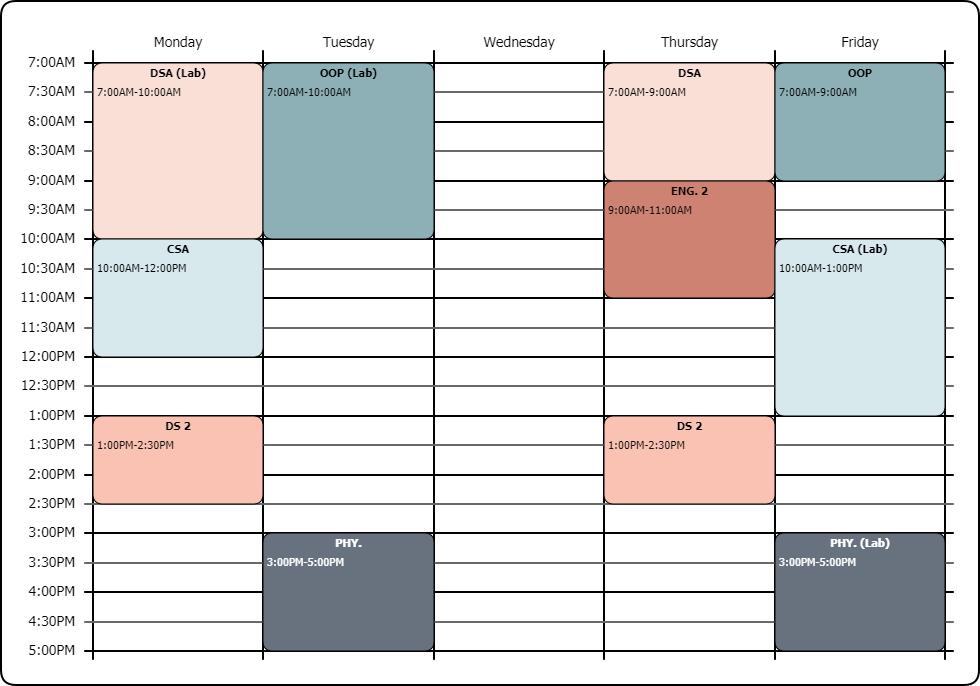 Monday Tuesday Wednesday Thursday Friday
7:00AM DSA (Lab) OOP (Lab) DSA OOP
7:30AM 7:00AM-10:00AM 7:00AM-10:00AM 7:00AM-9:00AM 7:00AM-9:00AM
8:00AM
8:30AM
9:00AM ENG. 2
9:30AM 9:00AM-11:00AM
10:00AM CSA CSA (Lab)
10:30AM 10:00AM-12:00PM 10:00AM-1:00PM
11:00AM
11:30AM
12:00PM
12:30PM
1:00PM DS 2 DS 2
1:30PM 1:00PM-2:30PM 1:00PM-2:30PM
2:00PM
2:30PM
3:00PM PHY. PHY. (Lab)
3:30PM 3:00PM-5:00PM 3:00PM-5:00PM
4:00PM
4:30PM
5:00PM